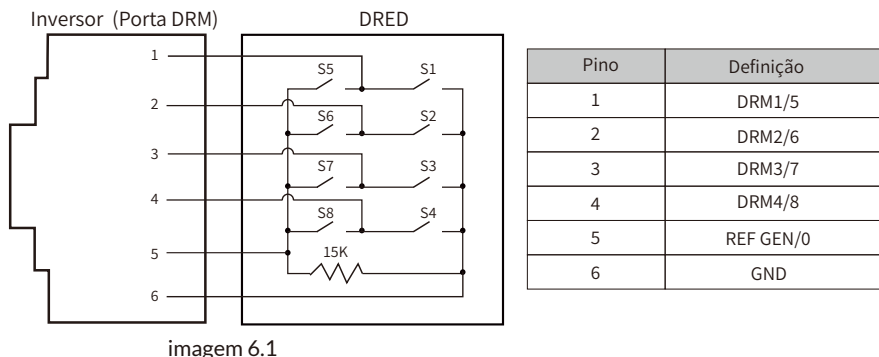 Inversor (Porta DRM)
DRED
1
2
3
4
5
6
S5
S1
S6
S2
S7
S3
S8
S4
15K
Pino Definição
1 DRM1/5
2 DRM2/6
3 DRM3/7
4 DRM4/8
5 REF GEN/0
6 GND
imagem 6.1